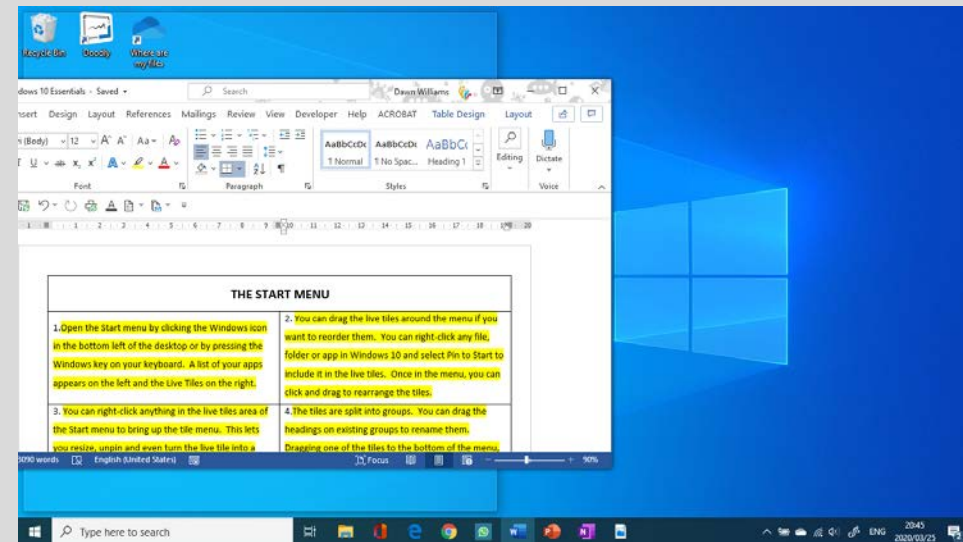 Recycle Bin
Doodly
Where are
my files
dows 10 Essentials - Saved
Search
Dawn Williams
nsert Design Layout References Mailings Review View Developer Help ACROBAT Table Design Layout
(Body) 12 A A Aa
U ab x x A A
AaBbCcDc AaBbCcDc AaBbCc
¶ Normal ¶ No Spac... Heading 1
Editing
Dictate
Font Paragraph Styles Voice
THE START MENU
1.Open the Start menu by clicking the Windows icon
in the bottom left of the desktop or by pressing the
Windows key on your keyboard. A list of your apps
appears on the left and the Live Tiles on the right.
2. You can drag the live tiles around the menu if you
want to reorder them. You can right-click any file,
folder or app in Windows 10 and select Pin to Start to
include it in the live tiles. Once in the menu, you can
click and drag to rearrange the tiles.
3. You can right-click anything in the live tiles area of
the Start menu to bring up the tile menu. This lets
you resize, unpin and even turn the live tile into a
4.The tiles are split into groups. You can drag the
headings on existing groups to rename them.
Dragging one of the tiles to the bottom of the menu,
3090 words English (United States) Focus 90%
Type here to search
ENG
20:45
2020/03/25